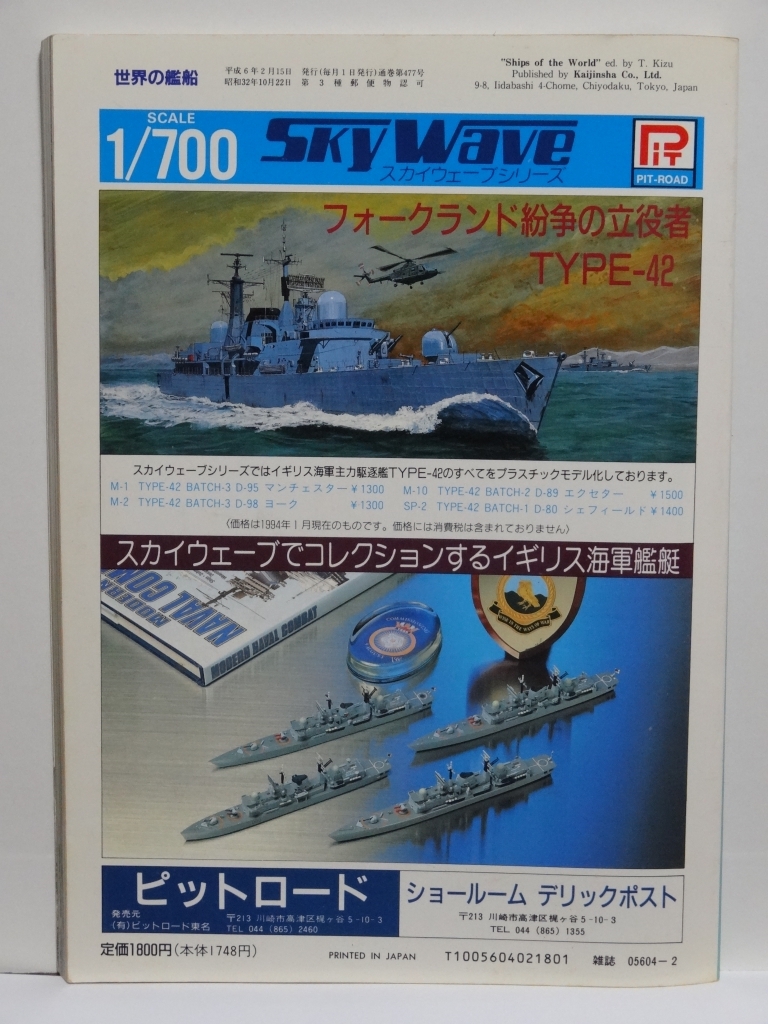 世界の艦船
平成6年2月15日 発行(毎月1日発行)通巻第477号
昭和32年10月22日 第3種郵便物認可
"Ships of the World" ed. by T. Kizu
Published by Kaijinsha Co., Ltd.
9-8, Iidabashi 4-Chome, Chiyodaku, Tokyo, Japan
SCALE
1/700
SkyWave
スカイウェーブシリーズ
PiT
PIT-ROAD
フォークランド紛争の立役者
TYPE-42
スカイウェーブシリーズではイギリス海軍主力駆逐艦TYPE-42のすべてをプラスチックモデル化しております。
M-1 TYPE-42 BATCH-3 D-95 マンチェスター ¥1300
M-10 TYPE-42 BATCH-2 D-89 エクセター ¥1500
M-2 TYPE-42 BATCH-3 D-98 ヨーク ¥1300
SP-2 TYPE-42 BATCH-1 D-80 シェフィールド ¥1400
〈価格は1994年1月現在のものです。価格には消費税は含まれておりません〉
スカイウェーブでコレクションするイギリス海軍艦艇
MODERN
NAVAL COM
MODERN NAVAL COMBAT
ピットロード
発売元
(有)ピットロード東名
〒213 川崎市高津区梶ヶ谷5-10-3
TEL 044 (865) 2460
ショールーム デリックポスト
〒213 川崎市高津区梶ヶ谷5-10-3
TEL 044 (865) 1355
定価1800円(本体1748円)
PRINTED IN JAPAN
T1005604021801
雑誌 05604-2